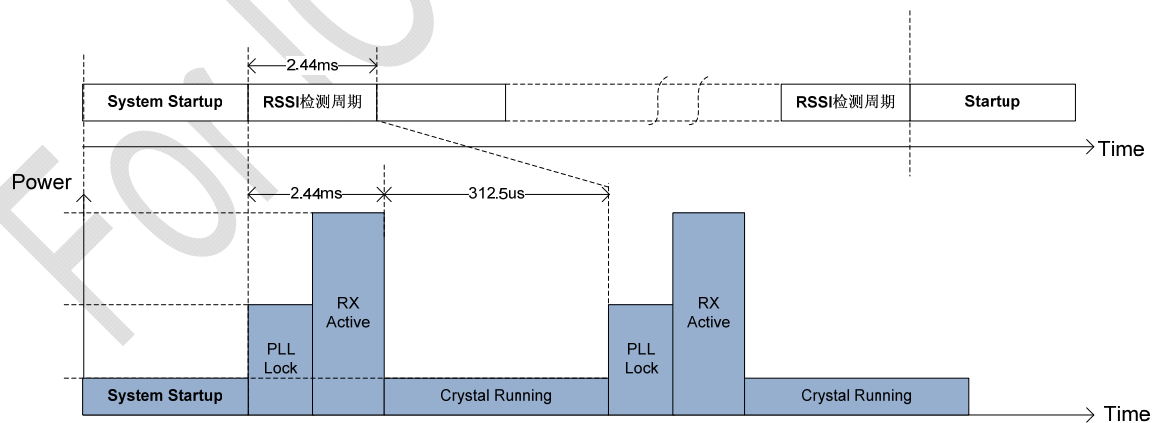 2.44ms
System Startup
RSSI检测周期
RSSI检测周期
Startup
Time
Power
2.44ms
312.5us
RX
Active
RX
Active
PLL
Lock
PLL
Lock
System Startup
Crystal Running
Crystal Running
Time
For